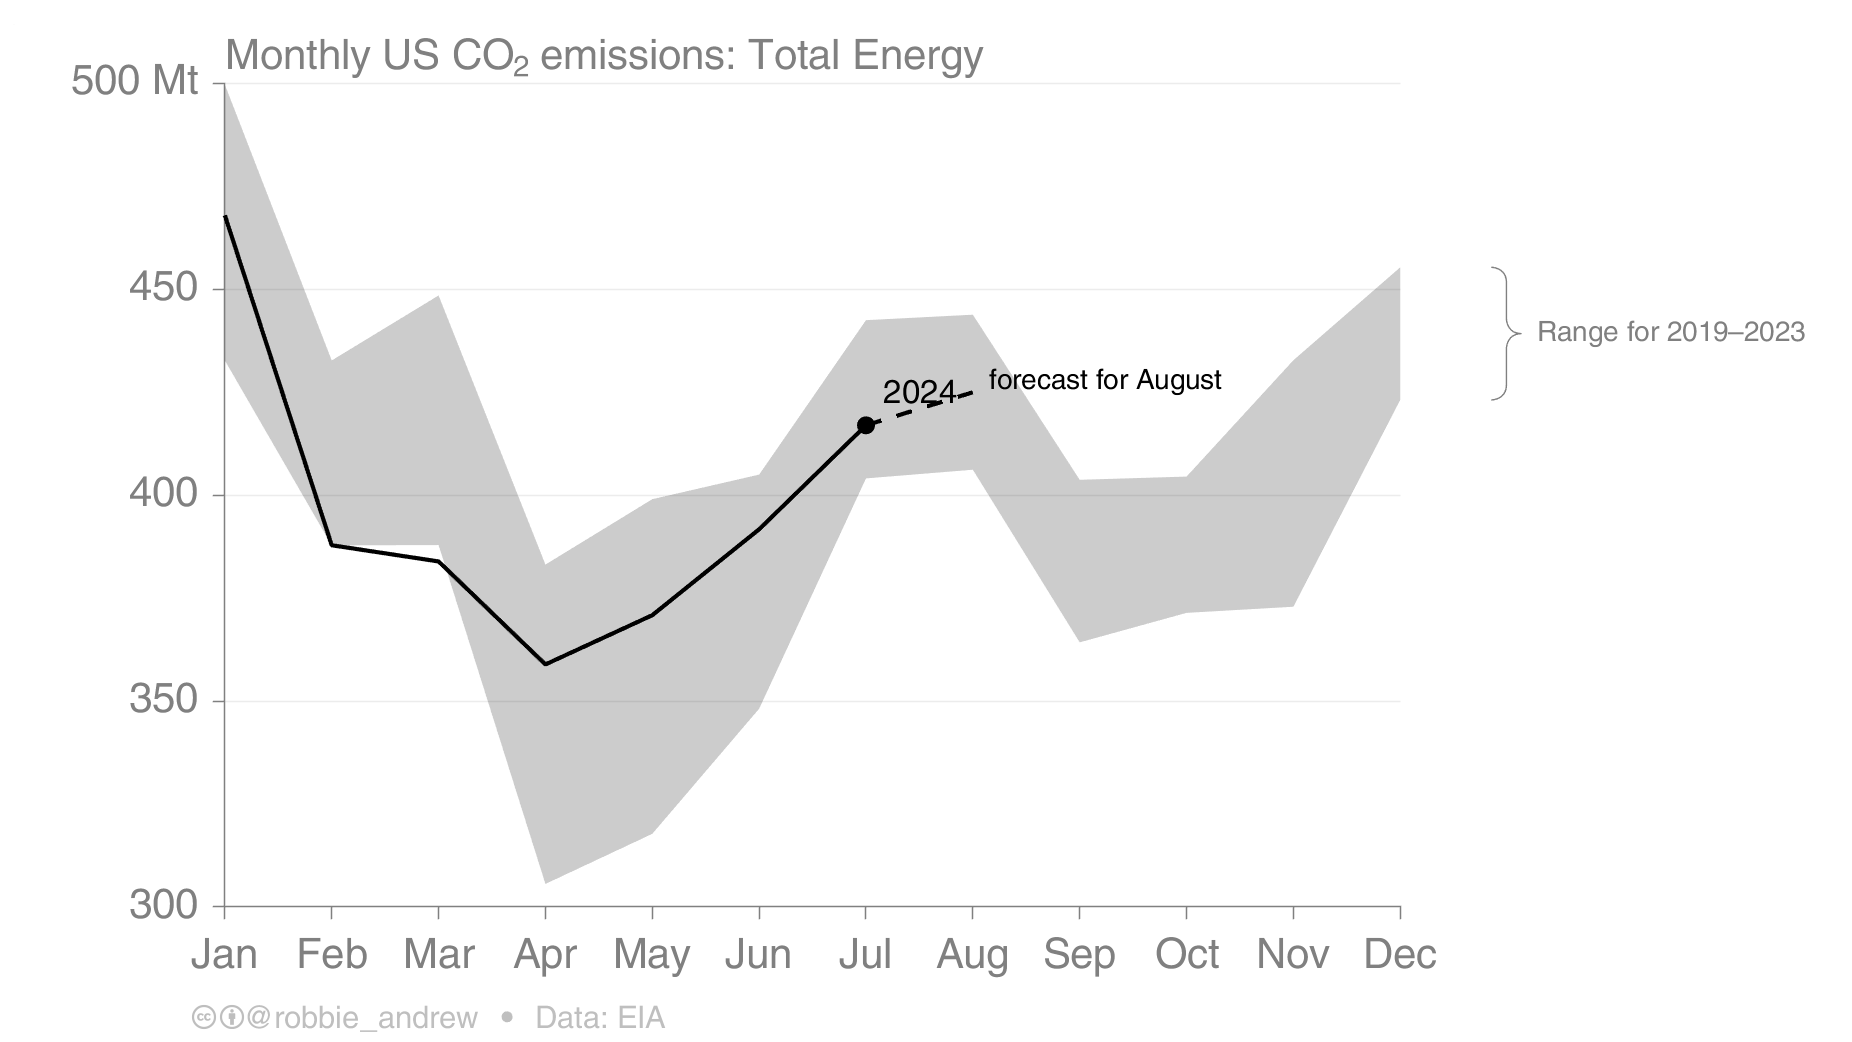 Monthly US CO₂ emissions: Total Energy
500 Mt
450
400
350
300
2024
forecast for August
Range for 2019–2023
Jan Feb Mar Apr May Jun Jul Aug Sep Oct Nov Dec
@robbie_andrew • Data: EIA